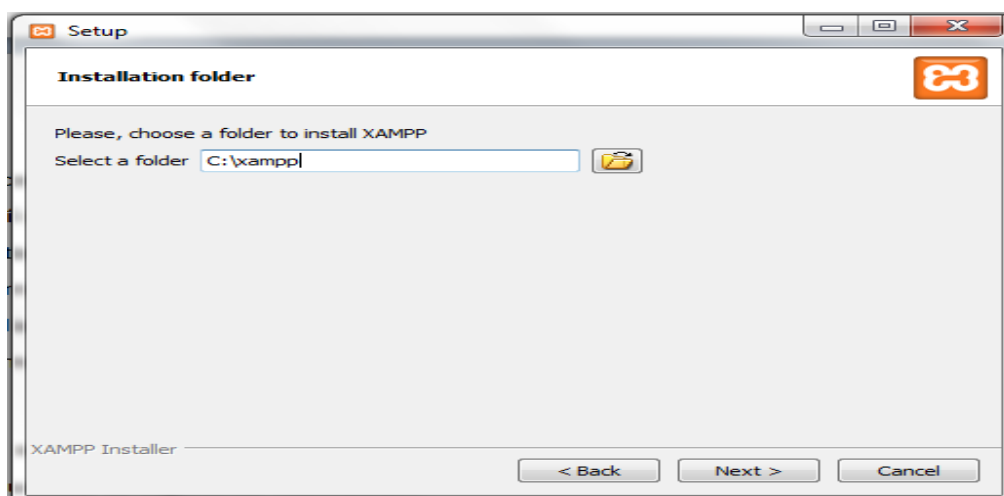 Setup
Installation folder
Please, choose a folder to install XAMPP
Select a folder C:\xampp
XAMPP Installer
< Back Next > Cancel